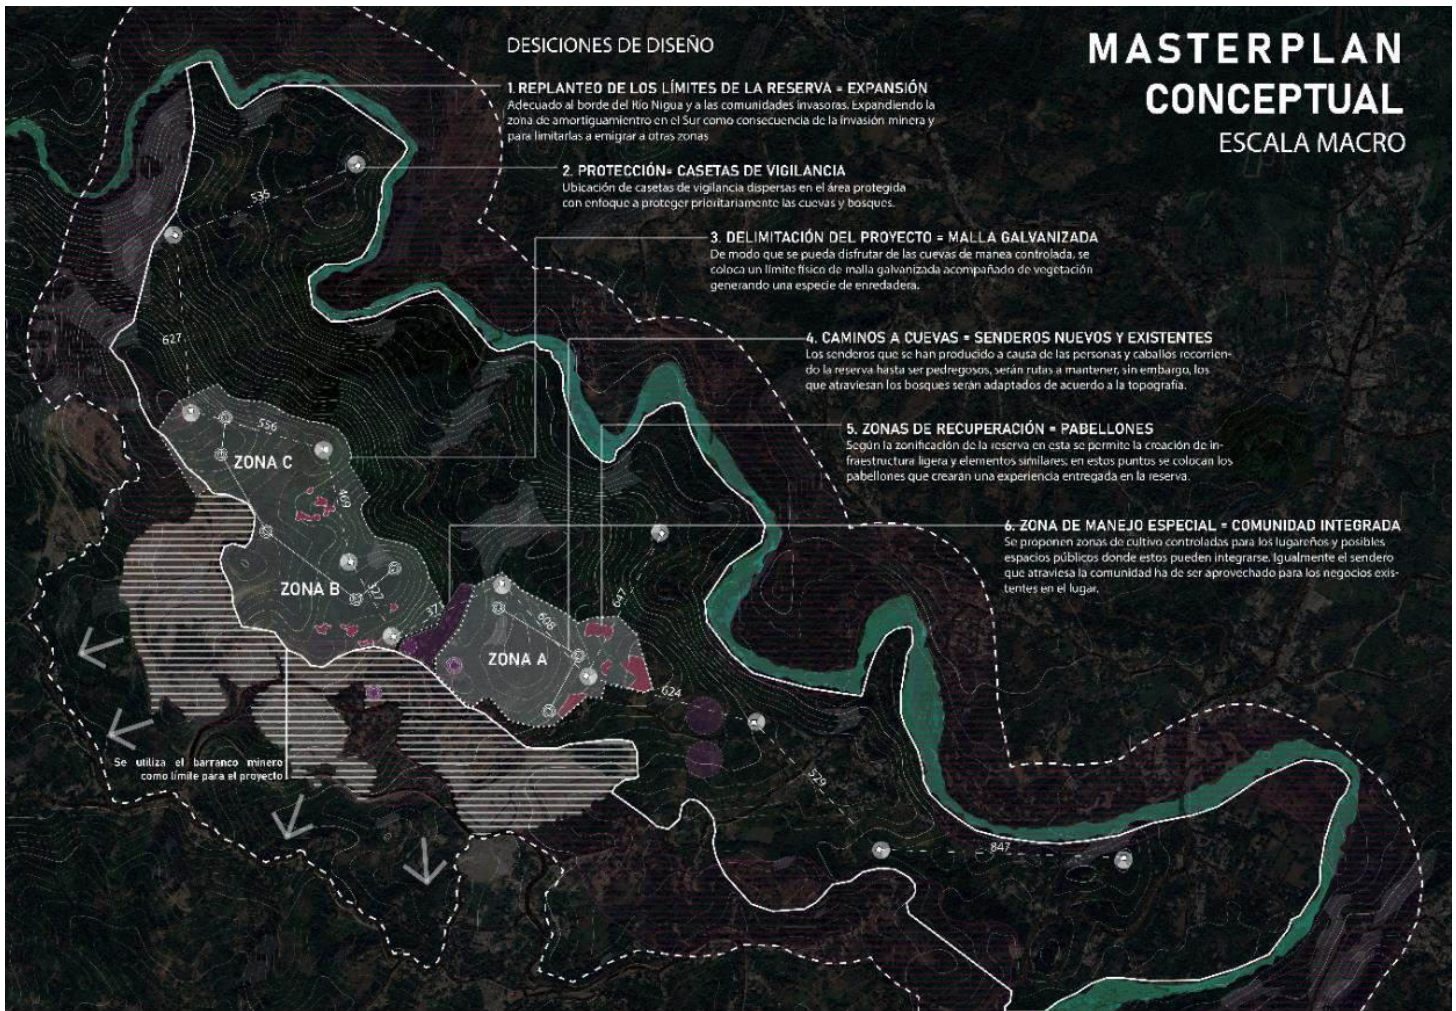 MASTERPLAN
CONCEPTUAL
ESCALA MACRO
DESICIONES DE DISEÑO
1. REPLANTEO DE LOS LÍMITES DE LA RESERVA = EXPANSIÓN
Adecuado al borde del Río Nigua y a las comunidades invasoras. Expandiendo la
zona de amortiguamientro en el Sur como consecuencia de la invasión minera y
para limitarlas a emigrar a otras zonas
2. PROTECCIÓN= CASETAS DE VIGILANCIA
Ubicación de casetas de vigilancia dispersas en el área protegida
con enfoque a proteger prioritariamente las cuevas y bosques.
3. DELIMITACIÓN DEL PROYECTO = MALLA GALVANIZADA
De modo que se pueda disfrutar de las cuevas de manea controlada, se
coloca un límite físico de malla galvanizada acompañado de vegetación
generando una especie de enredadera.
4. CAMINOS A CUEVAS = SENDEROS NUEVOS Y EXISTENTES
Los senderos que se han producido a causa de las personas y caballos recorrien-
do la reserva hasta ser pedregosos, serán rutas a mantener, sin embargo, los
que atraviesan los bosques serán adaptados de acuerdo a la topografía.
5. ZONAS DE RECUPERACIÓN = PABELLONES
Según la zonificación de la reserva en esta se permite la creación de in-
fraestructura ligera y elementos similares; en estos puntos se colocan los
pabellones que crearán una experiencia entregada en la reserva.
6. ZONA DE MANEJO ESPECIAL = COMUNIDAD INTEGRADA
Se proponen zonas de cultivo controladas para los lugareños y posibles
espacios públicos donde estos pueden integrarse. Igualmente el sendero
que atraviesa la comunidad ha de ser aprovechado para los negocios exis-
tentes en el lugar.
535
627
556
ZONA C
469
ZONA B
327
371
608
647
ZONA A
624
529
847
Se utiliza el barranco minero
como límite para el proyecto